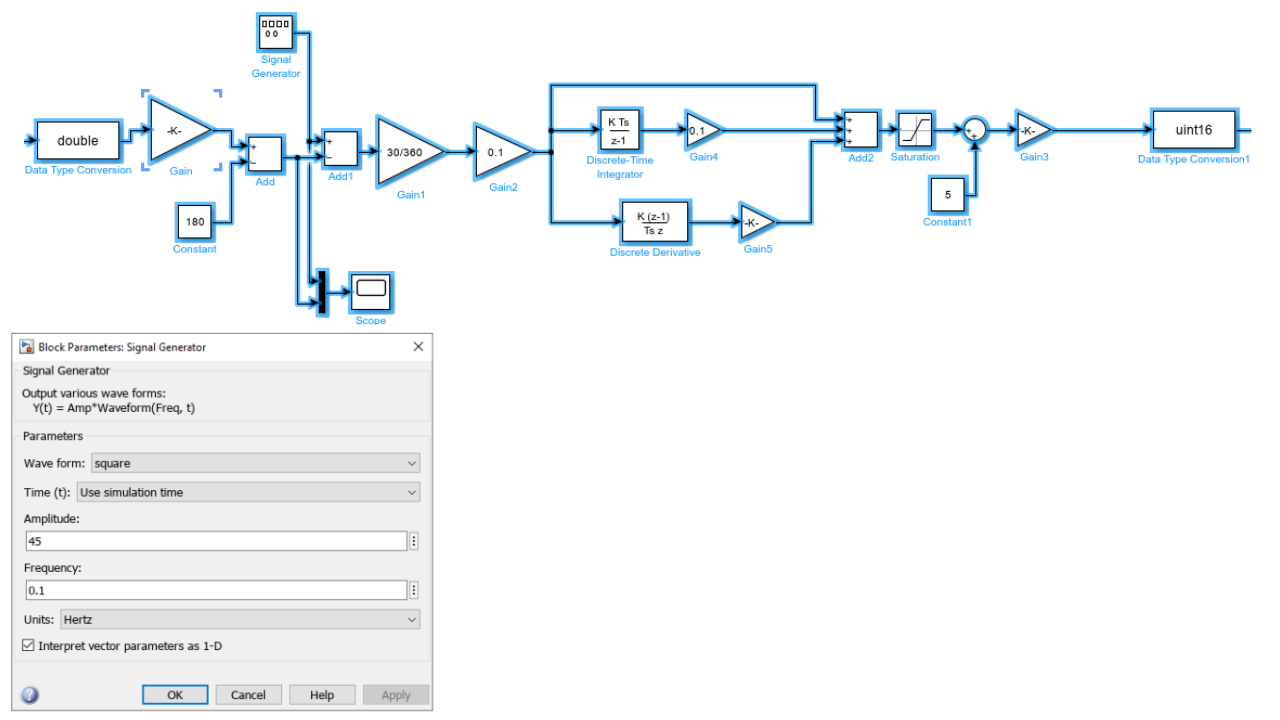 Signal
Generator
double
Data Type Conversion
-K-
Gain
+
−
Add
180
Constant
+
−
Add1
30/360
Gain1
0.1
Gain2
K Ts
z-1
Discrete-Time
Integrator
0.1
Gain4
K (z-1)
Ts z
Discrete Derivative
-K-
Gain5
+
+
+
Add2
Saturation
+
+
5
Constant1
-K-
Gain3
uint16
Data Type Conversion1
Scope
Block Parameters: Signal Generator
Signal Generator
Output various wave forms:
Y(t) = Amp*Waveform(Freq, t)
Parameters
Wave form: square
Time (t): Use simulation time
Amplitude:
45
Frequency:
0.1
Units: Hertz
Interpret vector parameters as 1-D
OK Cancel Help Apply